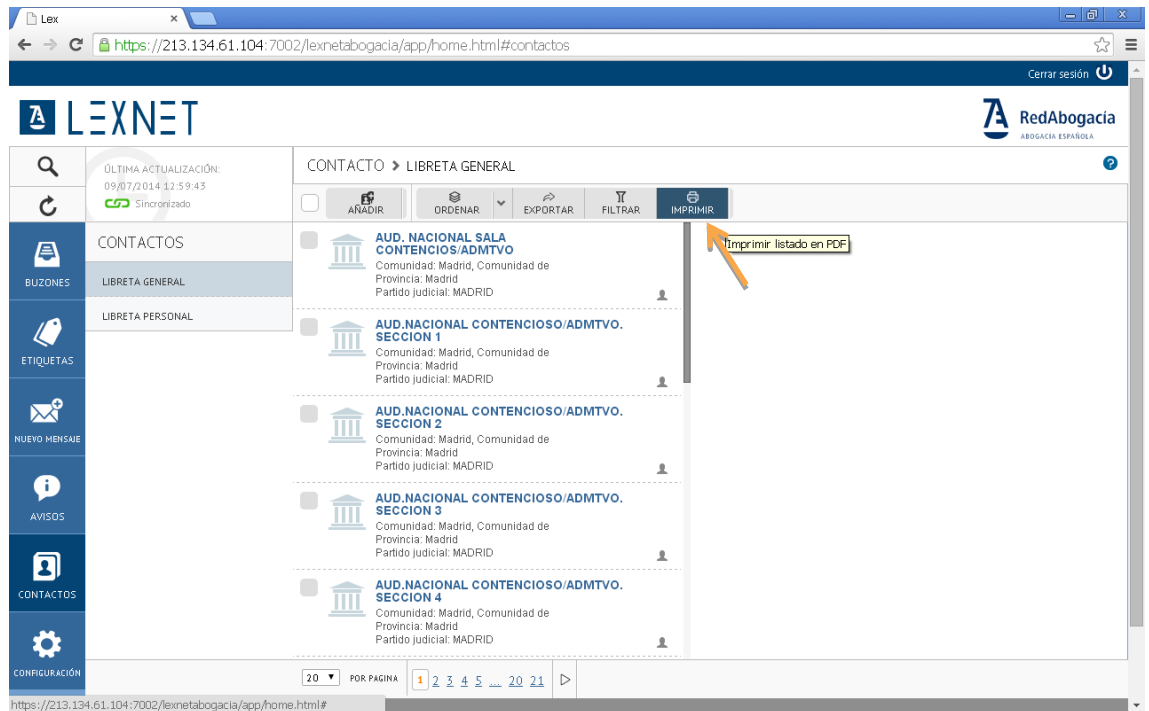 Lex
https://213.134.61.104:7002/lexnetabogacia/app/home.html#contactos
Cerrar sesión
LEXNET
RedAbogacía
ABOGACIA ESPAÑOLA
ÚLTIMA ACTUALIZACIÓN:
09/07/2014 12:59:43
Sincronizado
CONTACTO > LIBRETA GENERAL
AÑADIR ORDENAR EXPORTAR FILTRAR IMPRIMIR
Imprimir listado en PDF
BUZONES
ETIQUETAS
NUEVO MENSAJE
AVISOS
CONTACTOS
CONFIGURACIÓN
CONTACTOS
LIBRETA GENERAL
LIBRETA PERSONAL
AUD. NACIONAL SALA
CONTENCIOS/ADMTVO
Comunidad: Madrid, Comunidad de
Provincia: Madrid
Partido judicial: MADRID
AUD.NACIONAL CONTENCIOSO/ADMTVO.
SECCION 1
Comunidad: Madrid, Comunidad de
Provincia: Madrid
Partido judicial: MADRID
AUD.NACIONAL CONTENCIOSO/ADMTVO.
SECCION 2
Comunidad: Madrid, Comunidad de
Provincia: Madrid
Partido judicial: MADRID
AUD.NACIONAL CONTENCIOSO/ADMTVO.
SECCION 3
Comunidad: Madrid, Comunidad de
Provincia: Madrid
Partido judicial: MADRID
AUD.NACIONAL CONTENCIOSO/ADMTVO.
SECCION 4
Comunidad: Madrid, Comunidad de
Provincia: Madrid
Partido judicial: MADRID
20 POR PAGINA 1 2 3 4 5 ... 20 21
https://213.134.61.104:7002/lexnetabogacia/app/home.html#